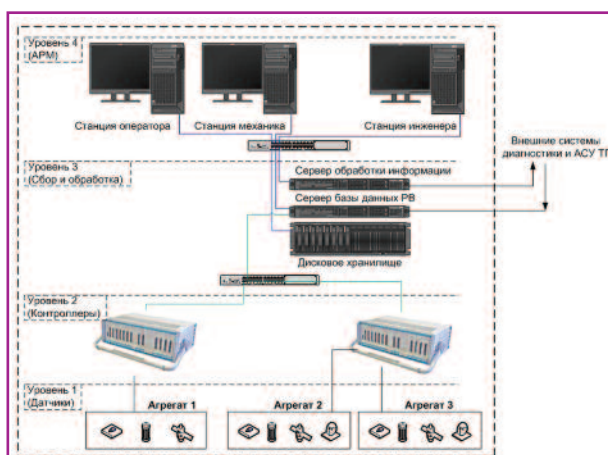 Уровень 4
(АРМ)
Станция оператора
Станция механика
Станция инженера
Внешние системы
диагностики и АСУ ТП
Уровень 3
(Сбор и обработка)
Сервер обработки информации
Сервер базы данных РВ
Дисковое хранилище
Уровень 2
(Контроллеры)
Уровень 1
(Датчики)
Агрегат 1
Агрегат 2
Агрегат 3